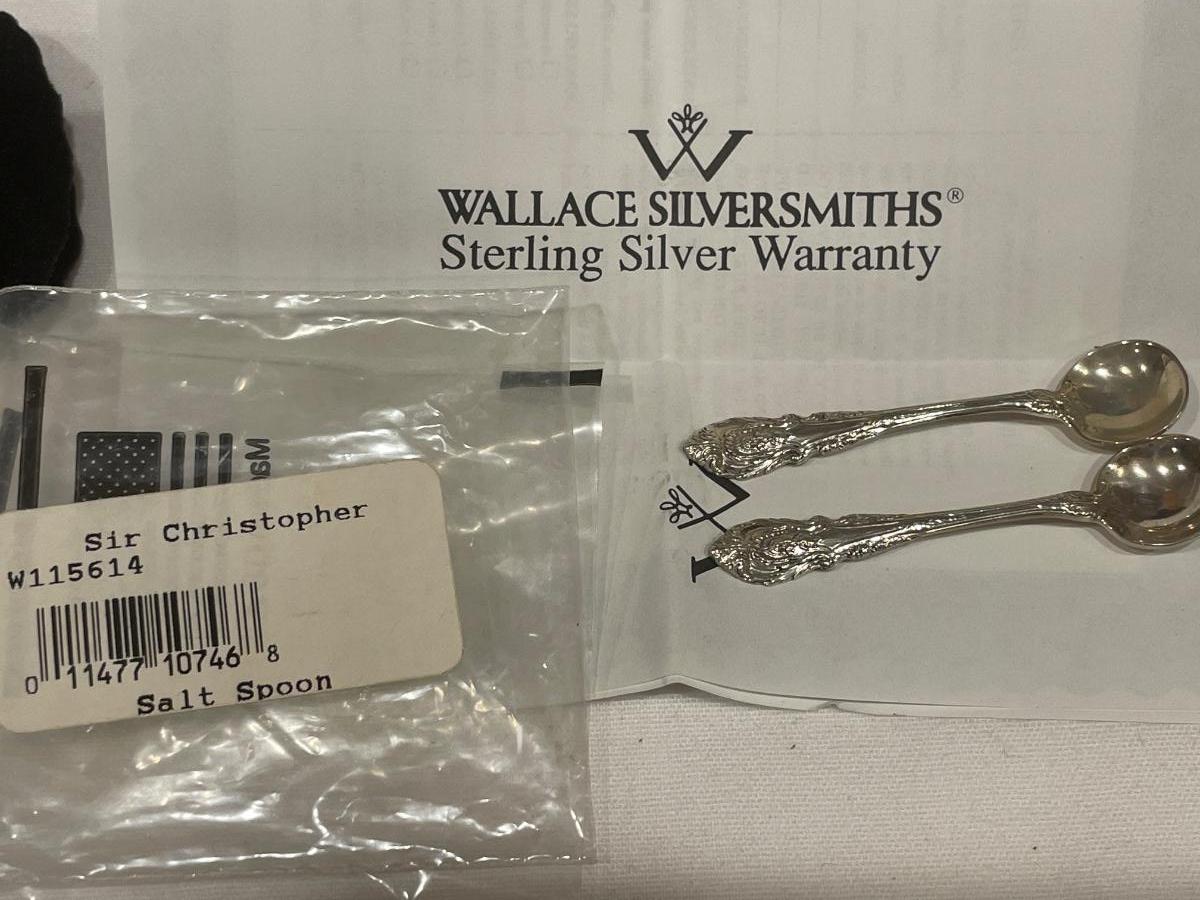 WALLACE SILVERSMITHS®
Sterling Silver Warranty
Sir Christopher
W115614
0 11477 10746 8
Salt Spoon